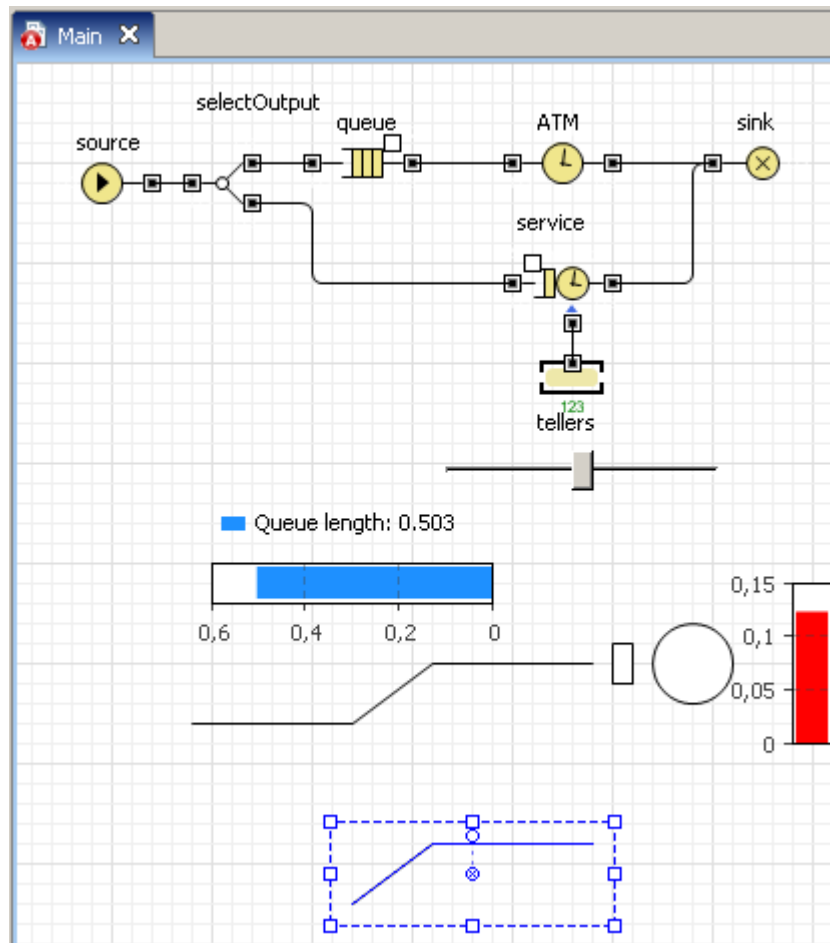 Main
selectOutput
source
queue
ATM
sink
service
123
tellers
Queue length: 0.503
0,6 0,4 0,2 0
0,15
0,1
0,05
0